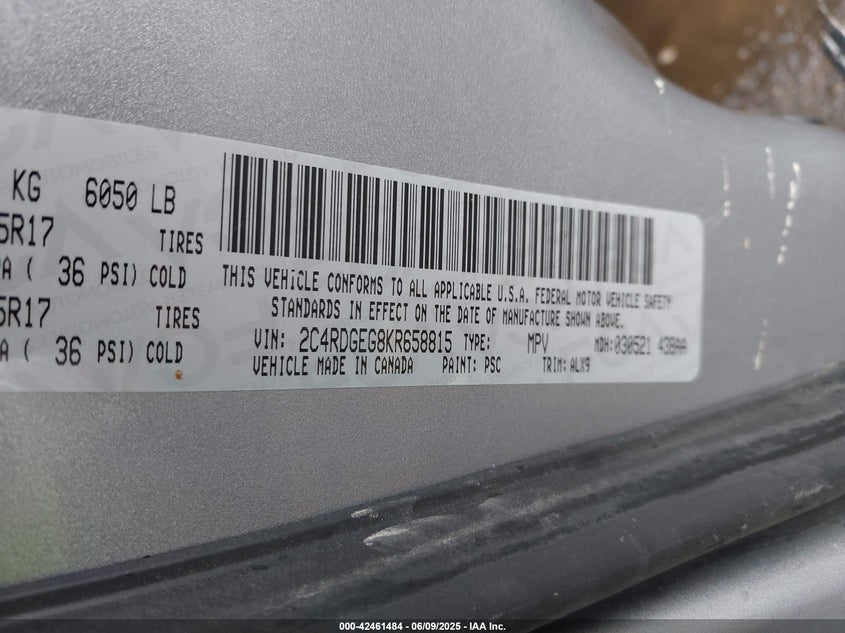 KG 6050 LB
5R17 TIRES
A ( 36 PSI) COLD
5R17 TIRES
A ( 36 PSI) COLD
THIS VEHICLE CONFORMS TO ALL APPLICABLE U.S.A. FEDERAL MOTOR VEHICLE SAFETY
STANDARDS IN EFFECT ON THE DATE OF MANUFACTURE SHOWN ABOVE.
VIN: 2C4RDGEG8KR658815 TYPE: MPV MDH: 030521 438AA
VEHICLE MADE IN CANADA PAINT: PSC TRIM: ALX9
000-42461484 - 06/09/2025 - IAA Inc.